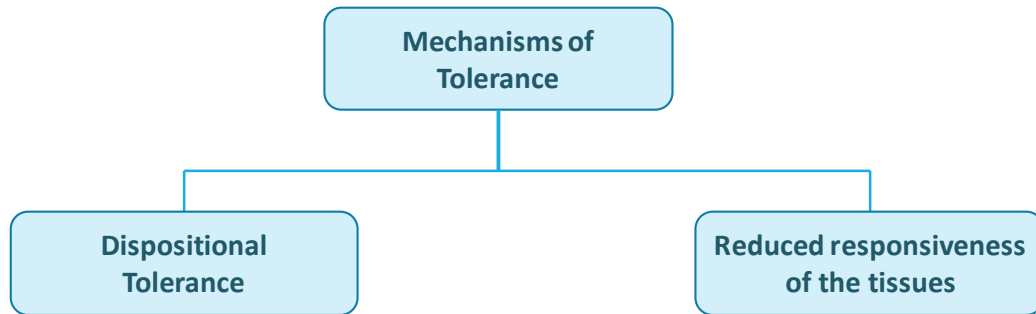 Mechanisms of
Tolerance
Dispositional
Tolerance
Reduced responsiveness
of the tissues